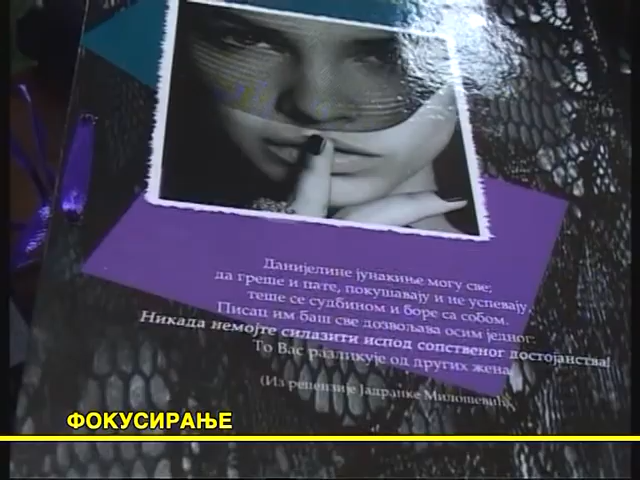 Данијелине јунакиње могу све:
да греше и пате, покушавају и не успевају,
теше се судбином и боре са собом.
Писац им баш све дозвољава осим једног:
Никада немојте силазити испод сопственог достојанства!
То Вас разликује од других жена.
(Из рецензије Јадранке Милошевић)
ФОКУСИРАЊЕ